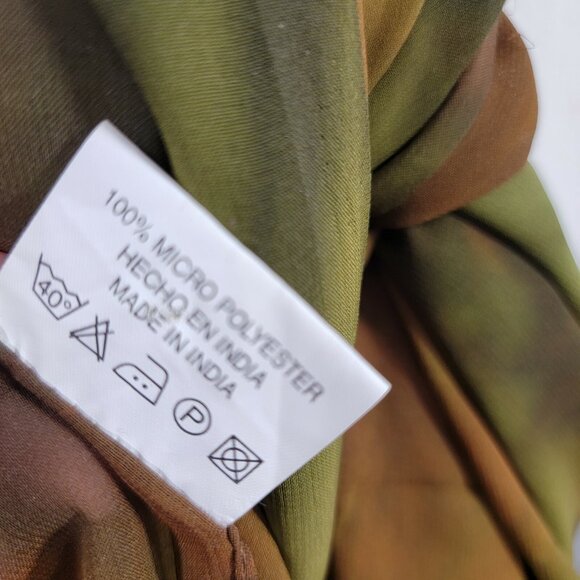 100% MICRO POLYESTER
HECHO EN INDIA
MADE IN INDIA
40° P